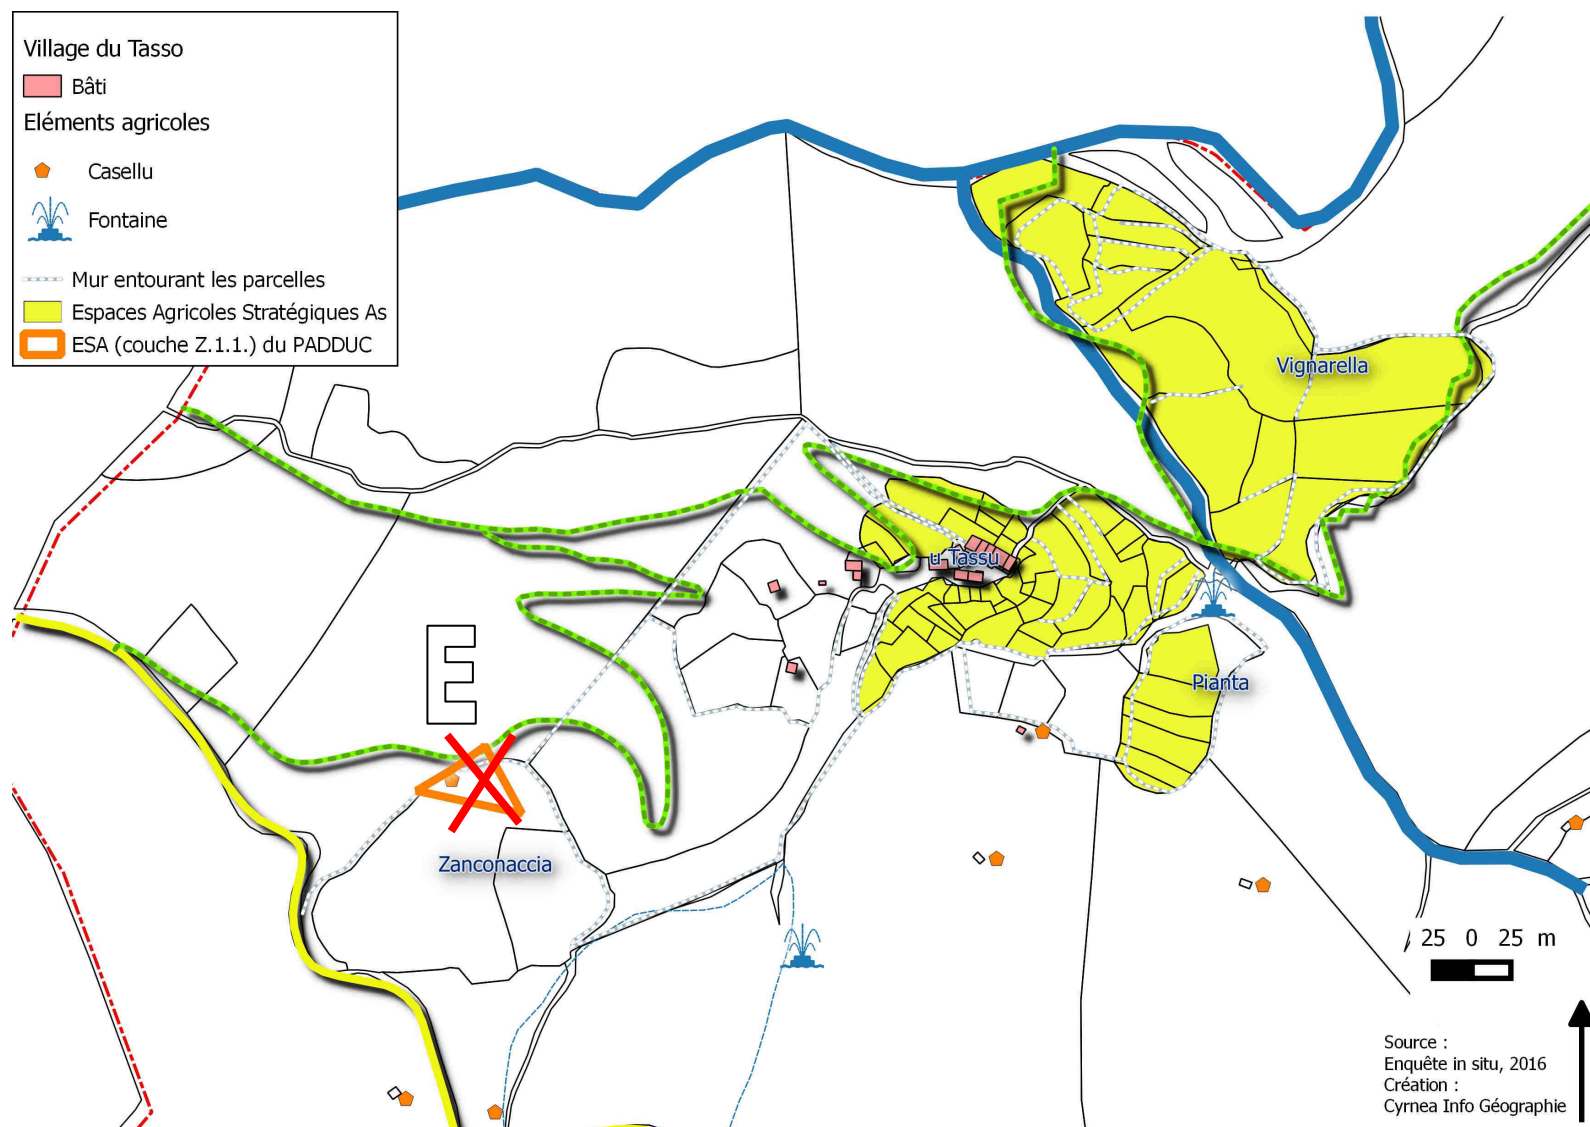 Village du Tasso
Bâti
Eléments agricoles
Casellu
Fontaine
Mur entourant les parcelles
Espaces Agricoles Stratégiques As
ESA (couche Z.1.1.) du PADDUC
Vignarella
u Tassu
Pianta
E
Zanconaccia
25 0 25 m
Source :
Enquête in situ, 2016
Création :
Cyrnea Info Géographie